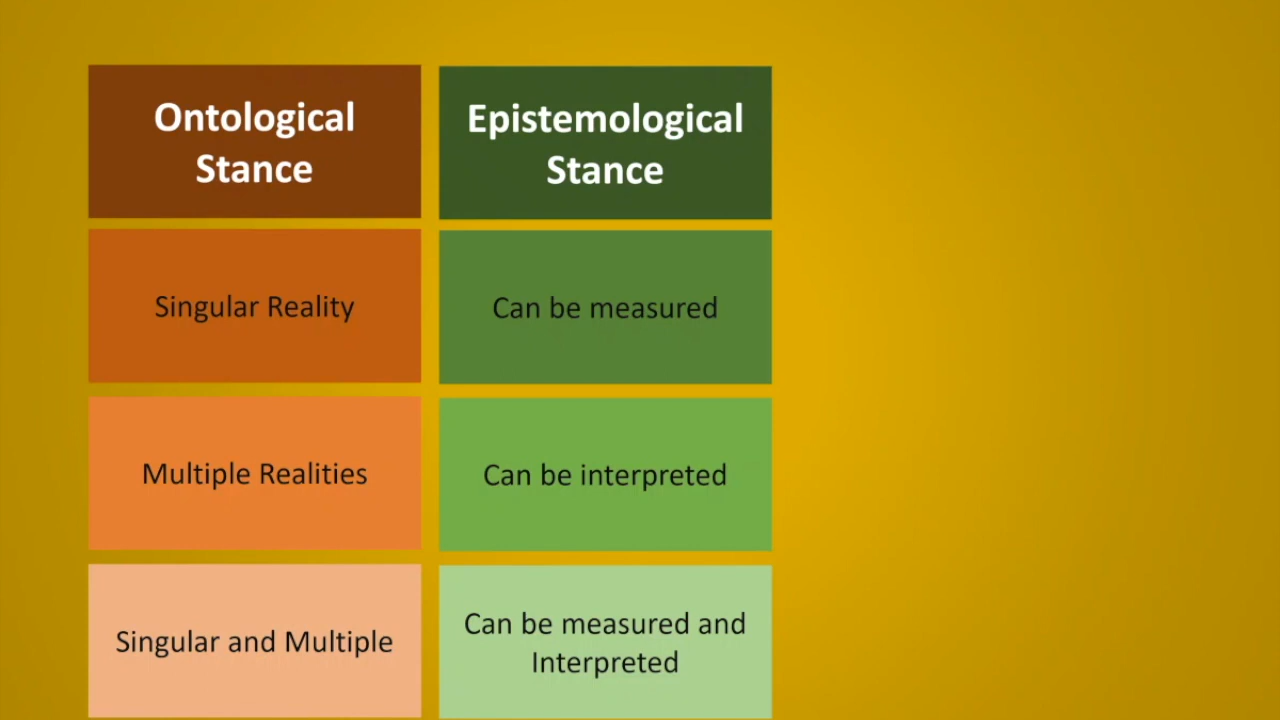 Ontological
Stance
Epistemological
Stance
Singular Reality
Can be measured
Multiple Realities
Can be interpreted
Singular and Multiple
Can be measured and
Interpreted